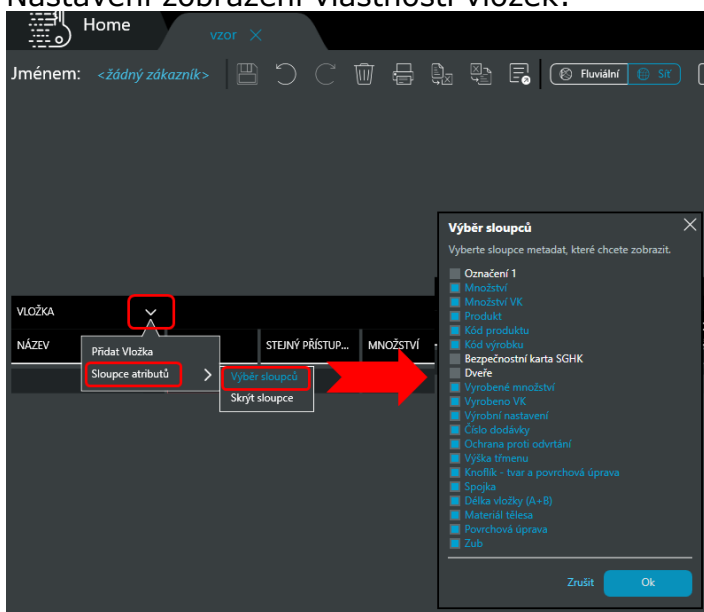 Nastavení zobrazení vlastností vložek:
Home
vzor
Jménem: <žádný zákazník>
Fluviální
Síť
Výběr sloupců
Vyberte sloupce metadat, které chcete zobrazit.
Označení 1
Množství
Množství VK
Produkt
Kód produktu
Kód výrobku
Bezpečnostní karta SGHK
Dveře
Vyrobené množství
Vyrobeno VK
Výrobní nastavení
Číslo dodávky
Ochrana proti odvrtání
Výška třmenu
Knoflík - tvar a povrchová úprava
Spojka
Délka vložky (A+B)
Materiál tělesa
Povrchová úprava
Zub
Zrušit
Ok
VLOŽKA
NÁZEV
STEJNÝ PŘÍSTUP...
MNOŽSTVÍ
Přidat Vložka
Sloupce atributů
Výběr sloupců
Skrýt sloupce